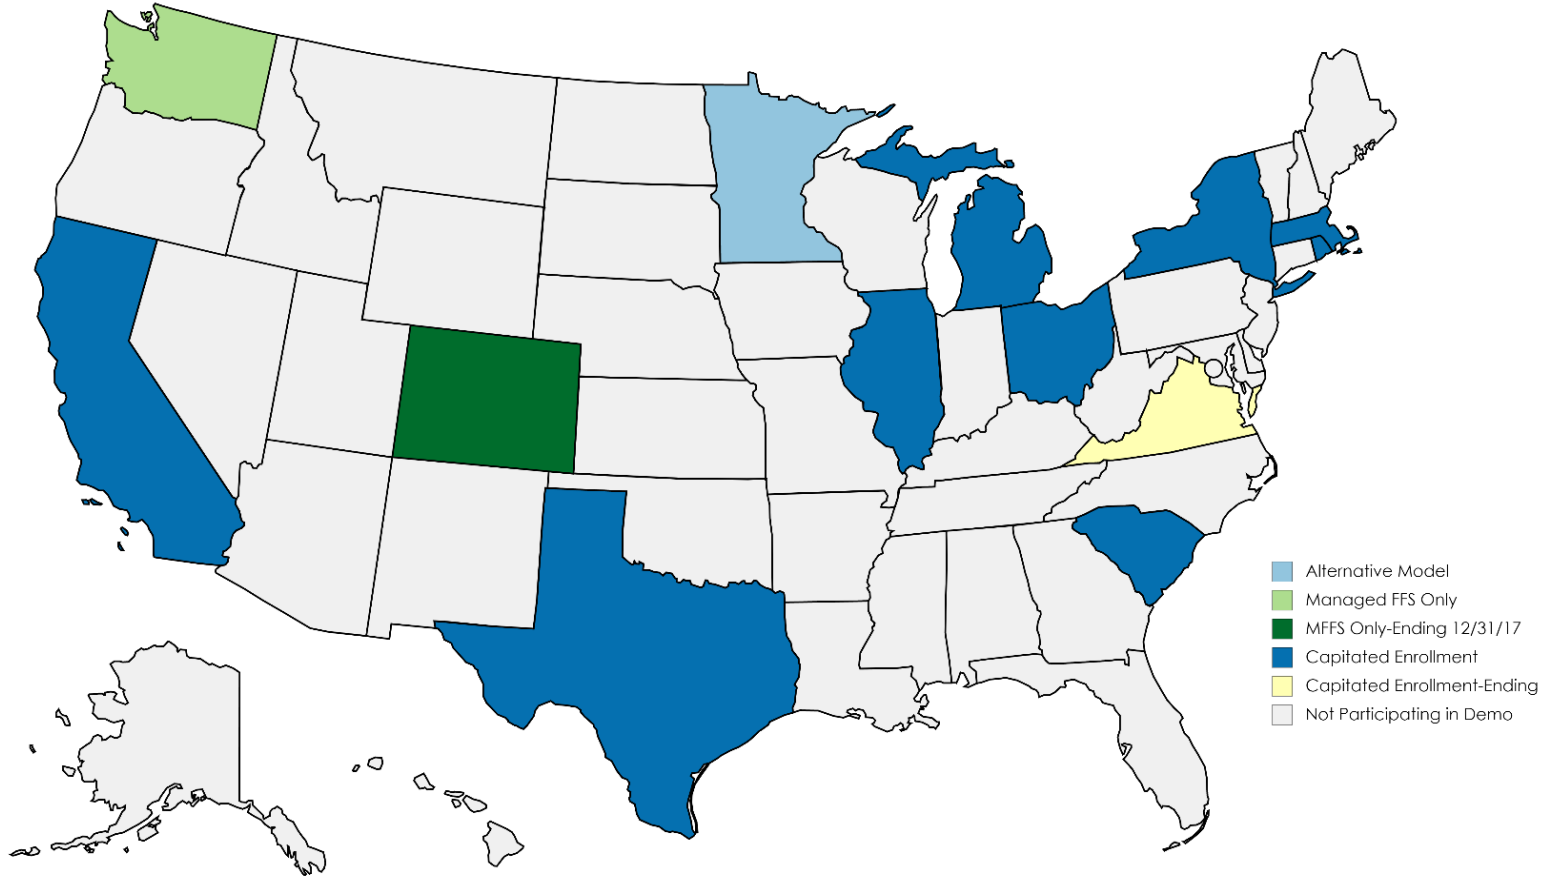 Alternative Model
Managed FFS Only
MFFS Only-Ending 12/31/17
Capitated Enrollment
Capitated Enrollment-Ending
Not Participating in Demo